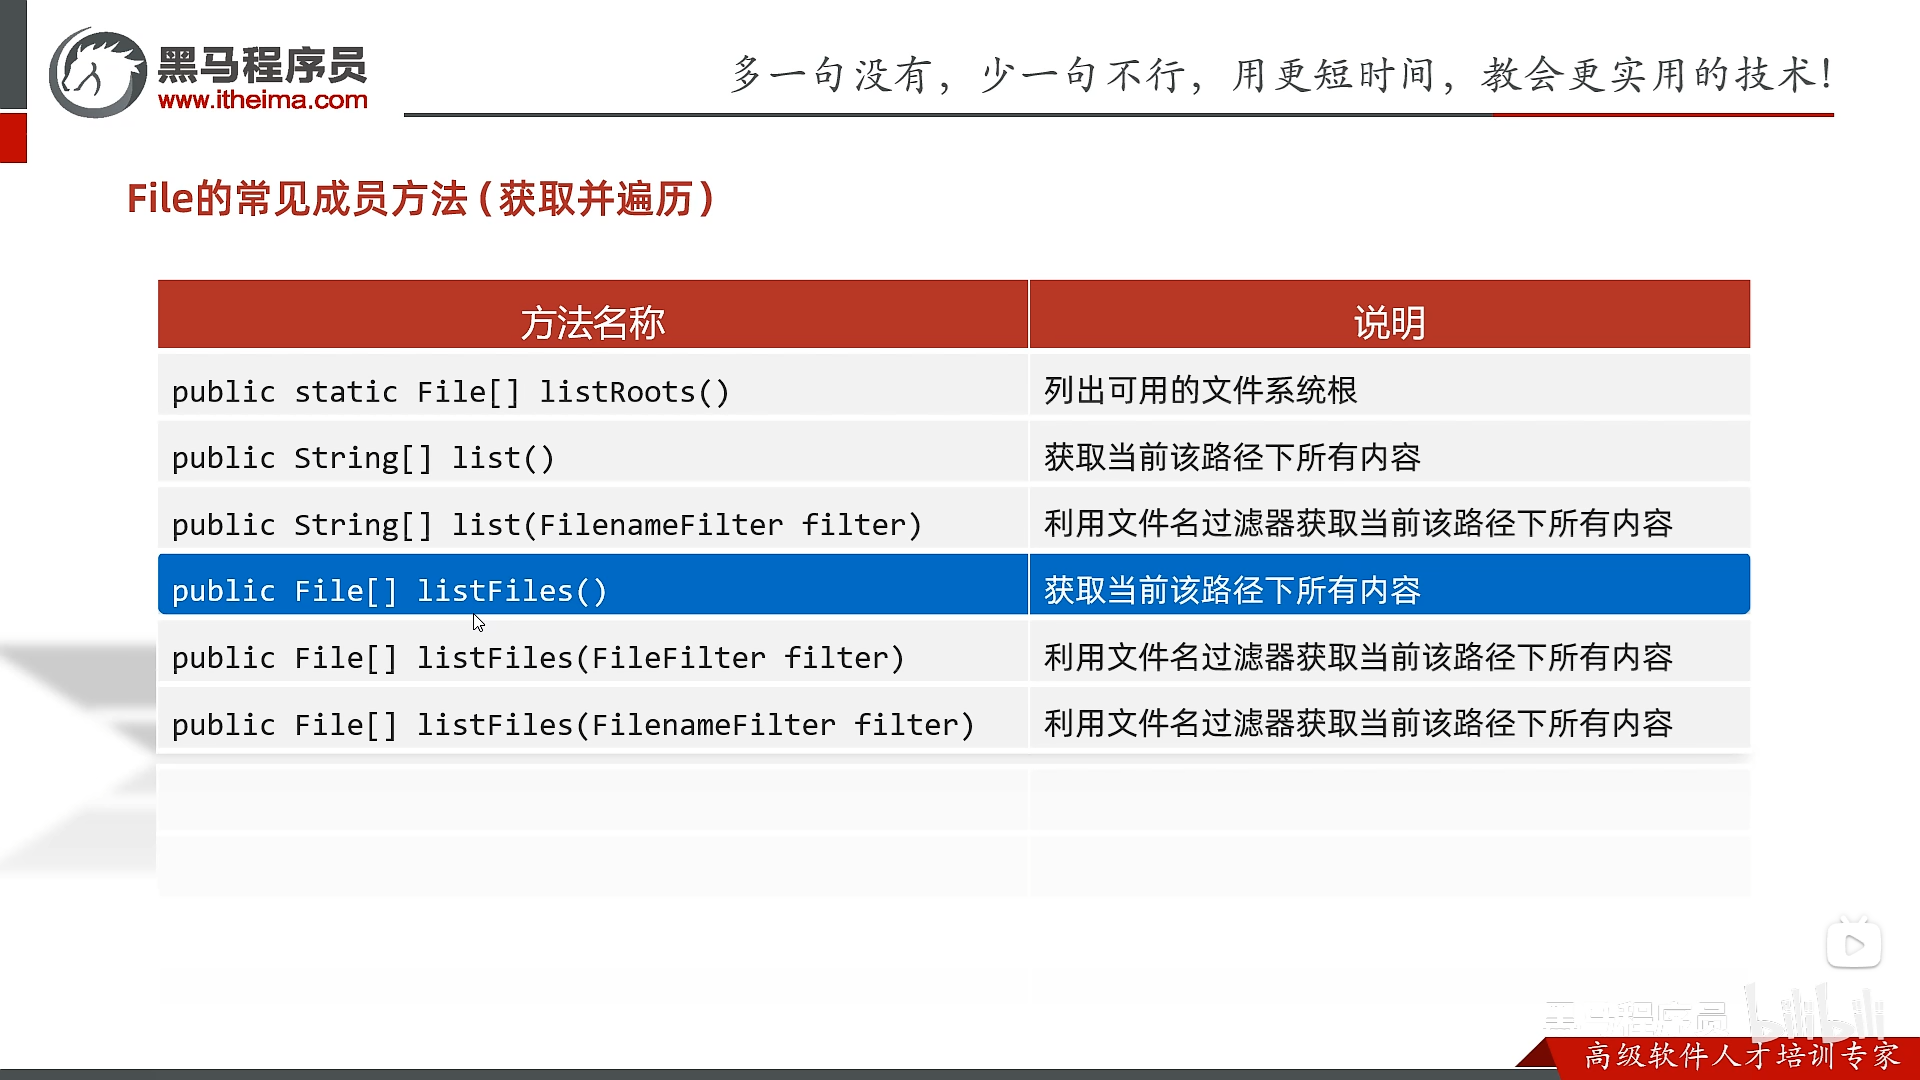 黑马程序员
www.itheima.com
多一句没有，少一句不行，用更短时间，教会更实用的技术！
File的常见成员方法（获取并遍历）
方法名称 说明
public static File[] listRoots() 列出可用的文件系统根
public String[] list() 获取当前该路径下所有内容
public String[] list(FilenameFilter filter) 利用文件名过滤器获取当前该路径下所有内容
public File[] listFiles() 获取当前该路径下所有内容
public File[] listFiles(FileFilter filter) 利用文件名过滤器获取当前该路径下所有内容
public File[] listFiles(FilenameFilter filter) 利用文件名过滤器获取当前该路径下所有内容
黑马程序员 bilibili
高级软件人才培训专家